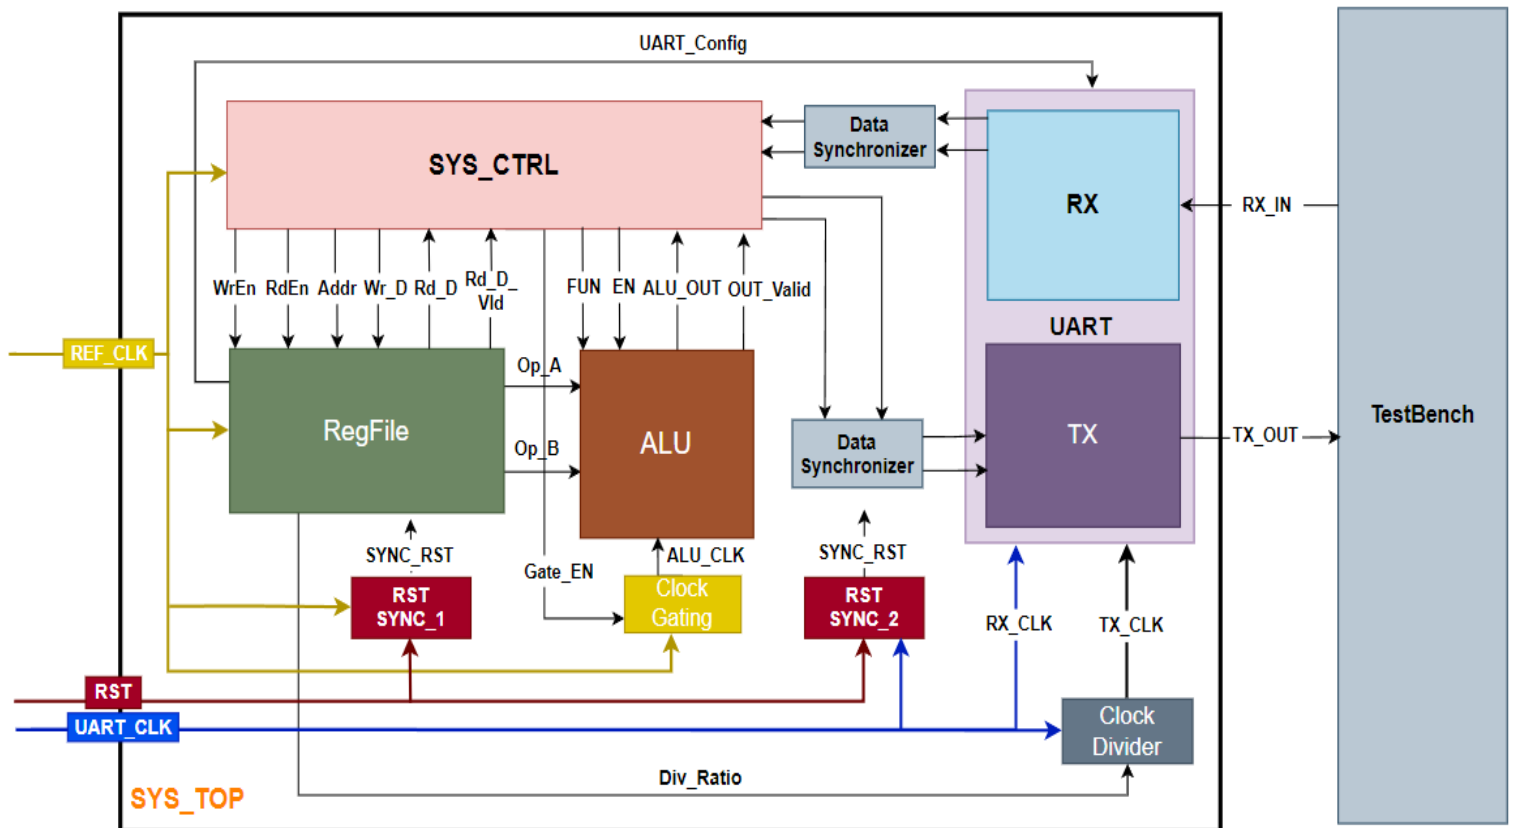 UART_Config
Data
Synchronizer
SYS_CTRL
RX
RX_IN
WrEn
RdEn
Addr
Wr_D
Rd_D
Rd_D_
Vld
FUN
EN
ALU_OUT
OUT_Valid
UART
REF_CLK
Op_A
RegFile
ALU
Op_B
Data
Synchronizer
TX
TX_OUT
TestBench
SYNC_RST
ALU_CLK
SYNC_RST
Gate_EN
RST
SYNC_1
Clock
Gating
RST
SYNC_2
RX_CLK
TX_CLK
RST
UART_CLK
Clock
Divider
Div_Ratio
SYS_TOP